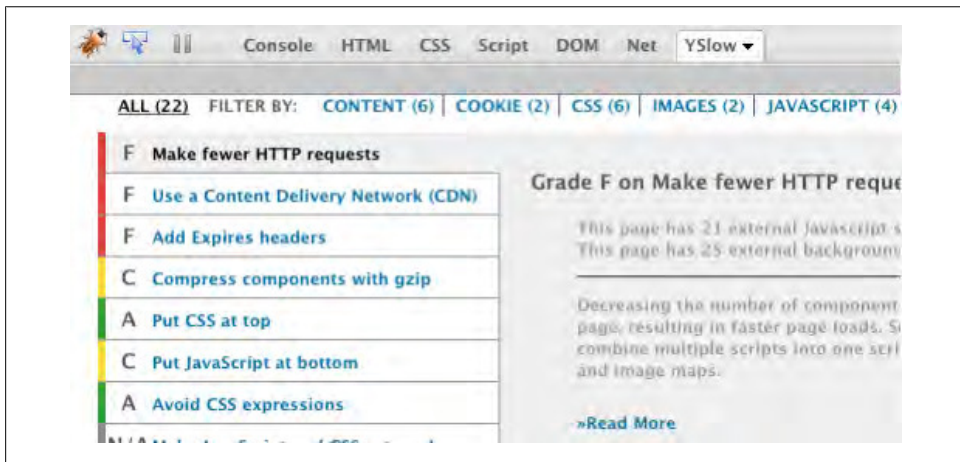 Console HTML CSS Script DOM Net YSlow
ALL (22) FILTER BY: CONTENT (6) | COOKIE (2) | CSS (6) | IMAGES (2) | JAVASCRIPT (4)
F Make fewer HTTP requests
F Use a Content Delivery Network (CDN)
F Add Expires headers
C Compress components with gzip
A Put CSS at top
C Put JavaScript at bottom
A Avoid CSS expressions
N/A
Grade F on Make fewer HTTP reque
This page has 21 external Javascript s
This page has 25 external backgroun
Decreasing the number of component
page, resulting in faster page loads. S
combine multiple scripts into one scri
and image maps.
»Read More